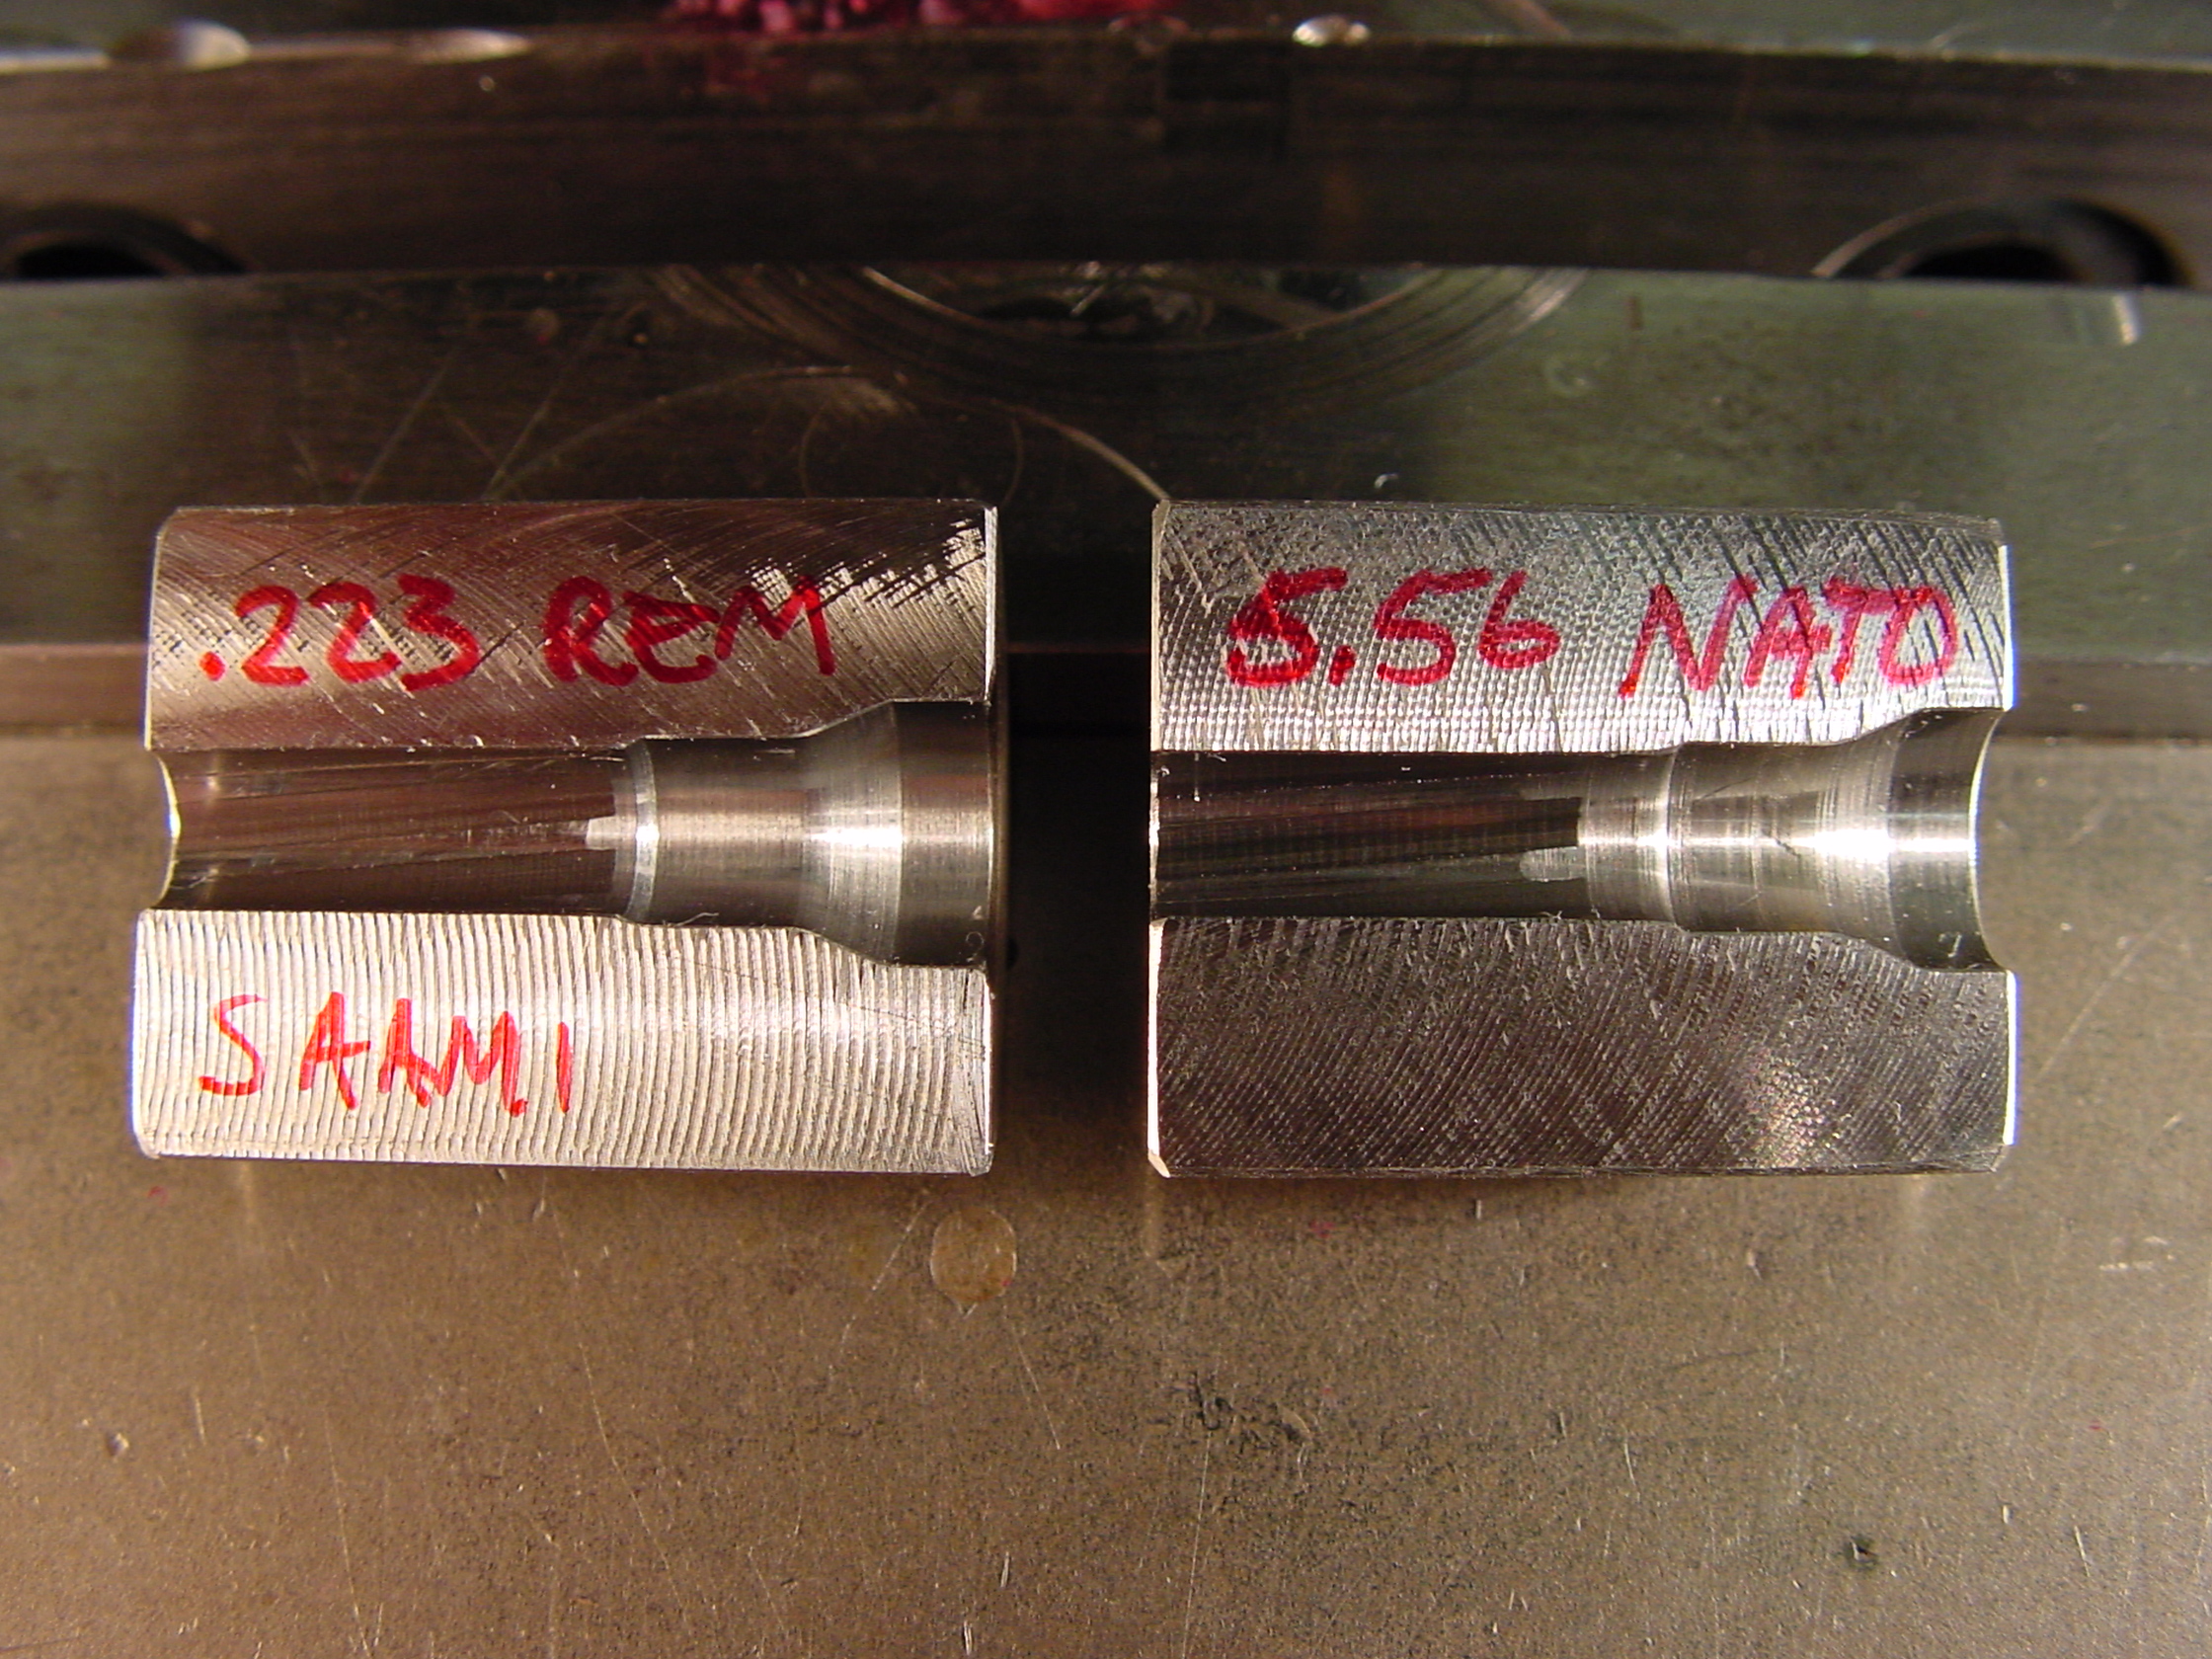 .223 REM
5.56 NATO
SAAMI